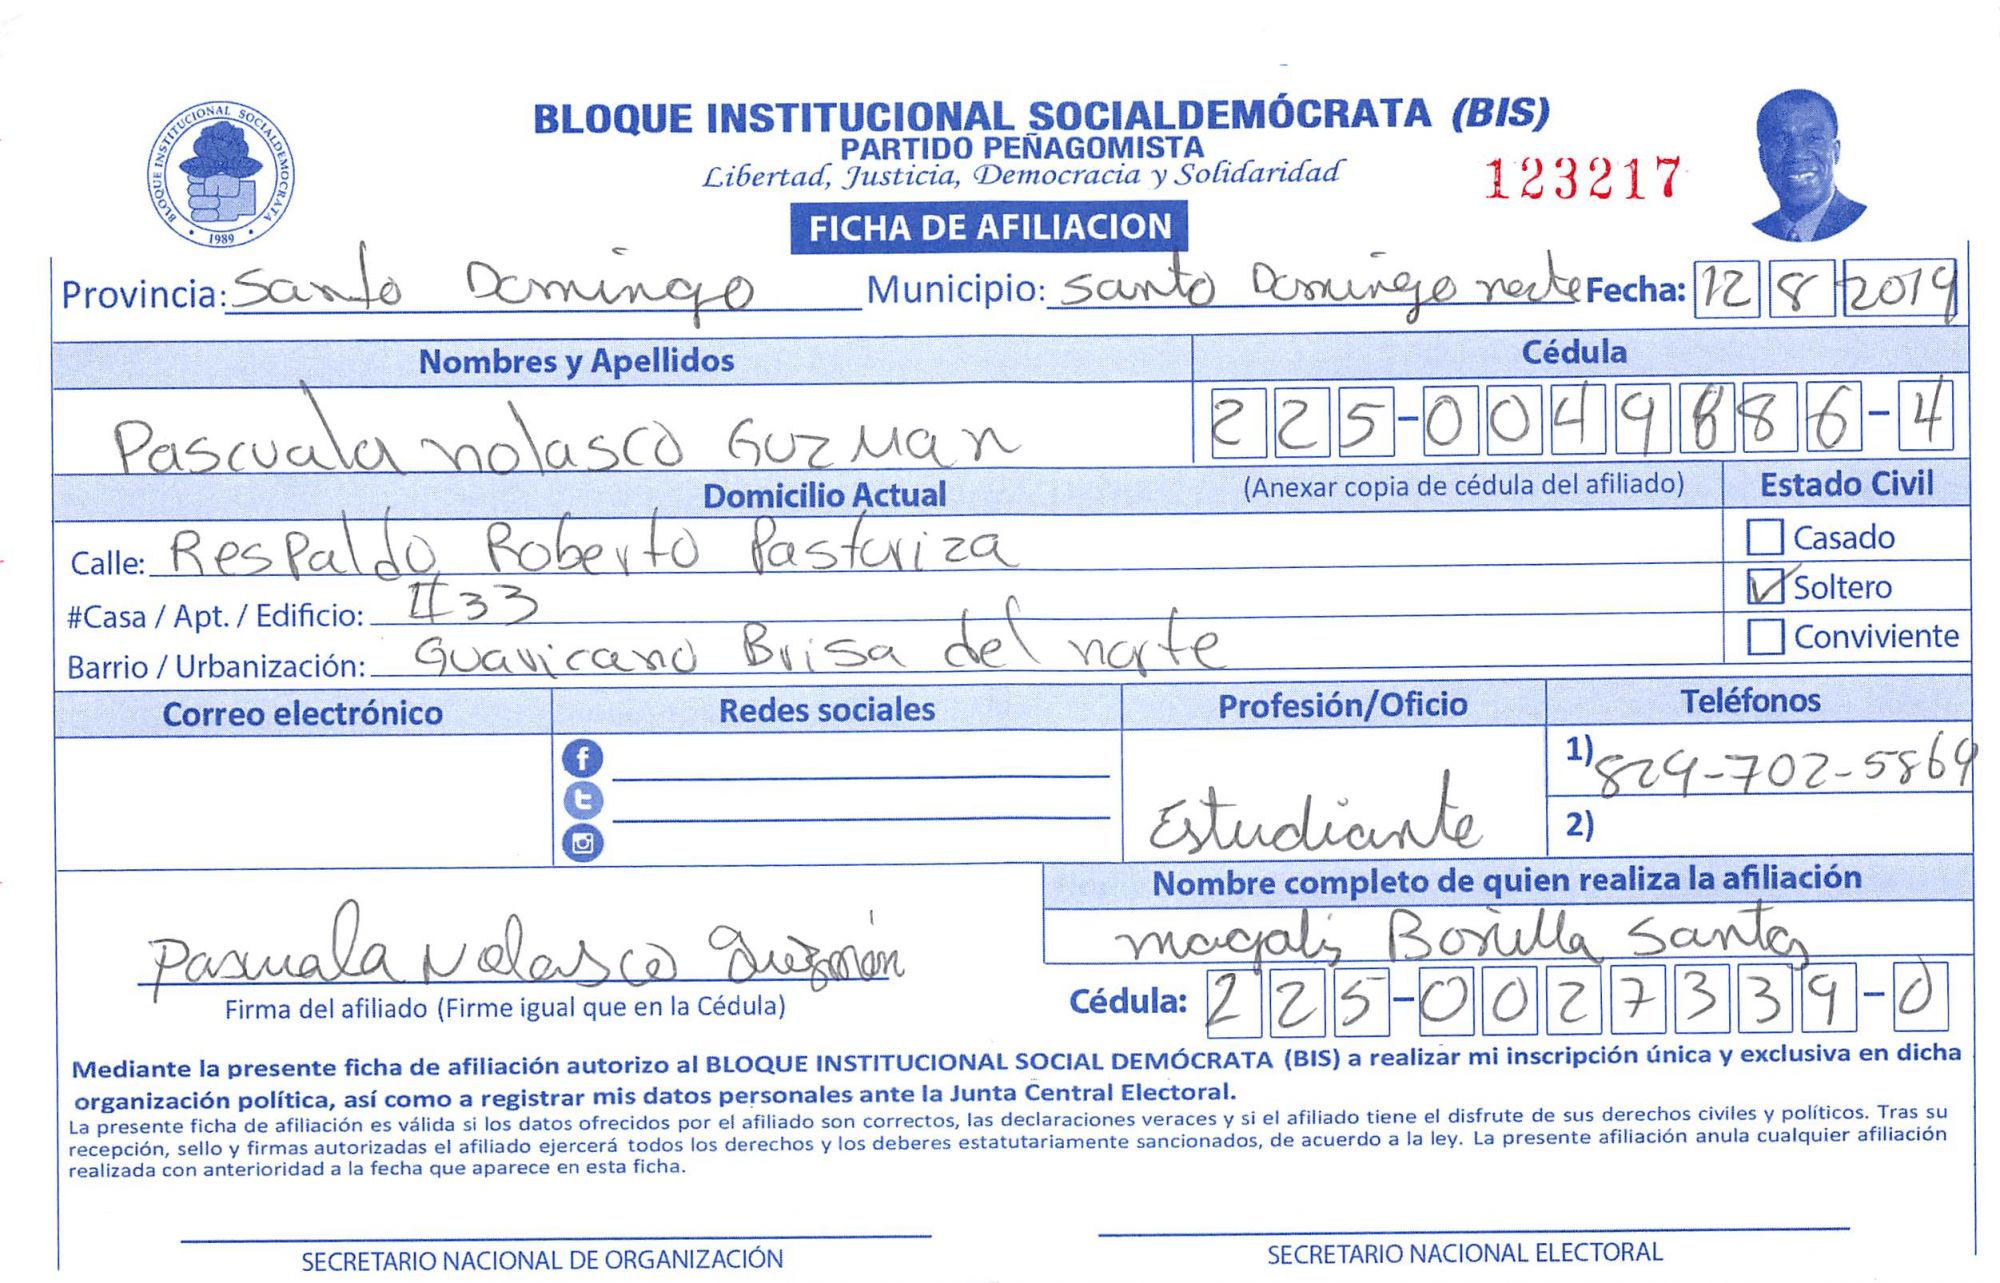 BLOQUE INSTITUCIONAL SOCIALDEMOCRATA
1989
BLOQUE INSTITUCIONAL SOCIALDEMÓCRATA (BIS)
PARTIDO PEÑAGOMISTA
Libertad, Justicia, Democracia y Solidaridad
123217
FICHA DE AFILIACION
Provincia: Santo Domingo Municipio: Santo Domingo norte Fecha: 12 8 2019
Nombres y Apellidos Cédula
Pascuala nolasco Guzman 225-0049886-4
Domicilio Actual (Anexar copia de cédula del afiliado) Estado Civil
Calle: Respaldo Roberto Pastoriza Casado
#Casa / Apt. / Edificio: #33 Soltero
Barrio / Urbanización: Guaricano Brisa del norte Conviviente
Correo electrónico Redes sociales Profesión/Oficio Teléfonos
1) 829-702-5869
Estudiante 2)
Nombre completo de quien realiza la afiliación
Pascuala Nolasco Guzmán magalis Bonilla Santos
Firma del afiliado (Firme igual que en la Cédula) Cédula: 225-0027339-0
Mediante la presente ficha de afiliación autorizo al BLOQUE INSTITUCIONAL SOCIAL DEMÓCRATA (BIS) a realizar mi inscripción única y exclusiva en dicha
organización política, así como a registrar mis datos personales ante la Junta Central Electoral.
La presente ficha de afiliación es válida si los datos ofrecidos por el afiliado son correctos, las declaraciones veraces y si el afiliado tiene el disfrute de sus derechos civiles y políticos. Tras su
recepción, sello y firmas autorizadas el afiliado ejercerá todos los derechos y los deberes estatutariamente sancionados, de acuerdo a la ley. La presente afiliación anula cualquier afiliación
realizada con anterioridad a la fecha que aparece en esta ficha.
SECRETARIO NACIONAL DE ORGANIZACIÓN SECRETARIO NACIONAL ELECTORAL